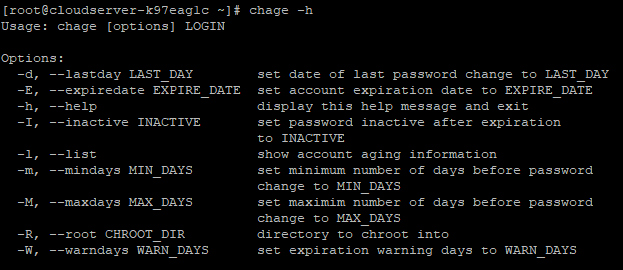 [root@cloudserver-k97eaglc ~]# chage -h
Usage: chage [options] LOGIN

Options:
  -d, --lastday LAST_DAY        set date of last password change to LAST_DAY
  -E, --expiredate EXPIRE_DATE  set account expiration date to EXPIRE_DATE
  -h, --help                    display this help message and exit
  -I, --inactive INACTIVE       set password inactive after expiration
                                to INACTIVE
  -l, --list                    show account aging information
  -m, --mindays MIN_DAYS        set minimum number of days before password
                                change to MIN_DAYS
  -M, --maxdays MAX_DAYS        set maximim number of days before password
                                change to MAX_DAYS
  -R, --root CHROOT_DIR         directory to chroot into
  -W, --warndays WARN_DAYS      set expiration warning days to WARN_DAYS